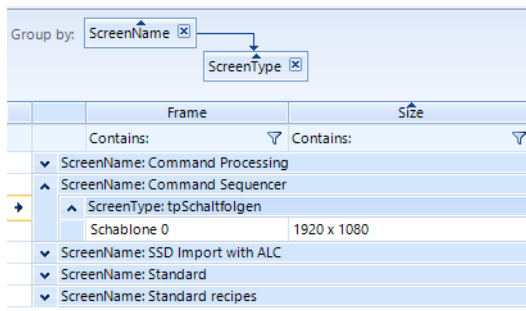 Group by: ScreenName
ScreenType
Frame Size
Contains: Contains:
ScreenName: Command Processing
ScreenName: Command Sequencer
ScreenType: tpSchaltfolgen
Schablone 0 1920 x 1080
ScreenName: SSD Import with ALC
ScreenName: Standard
ScreenName: Standard recipes